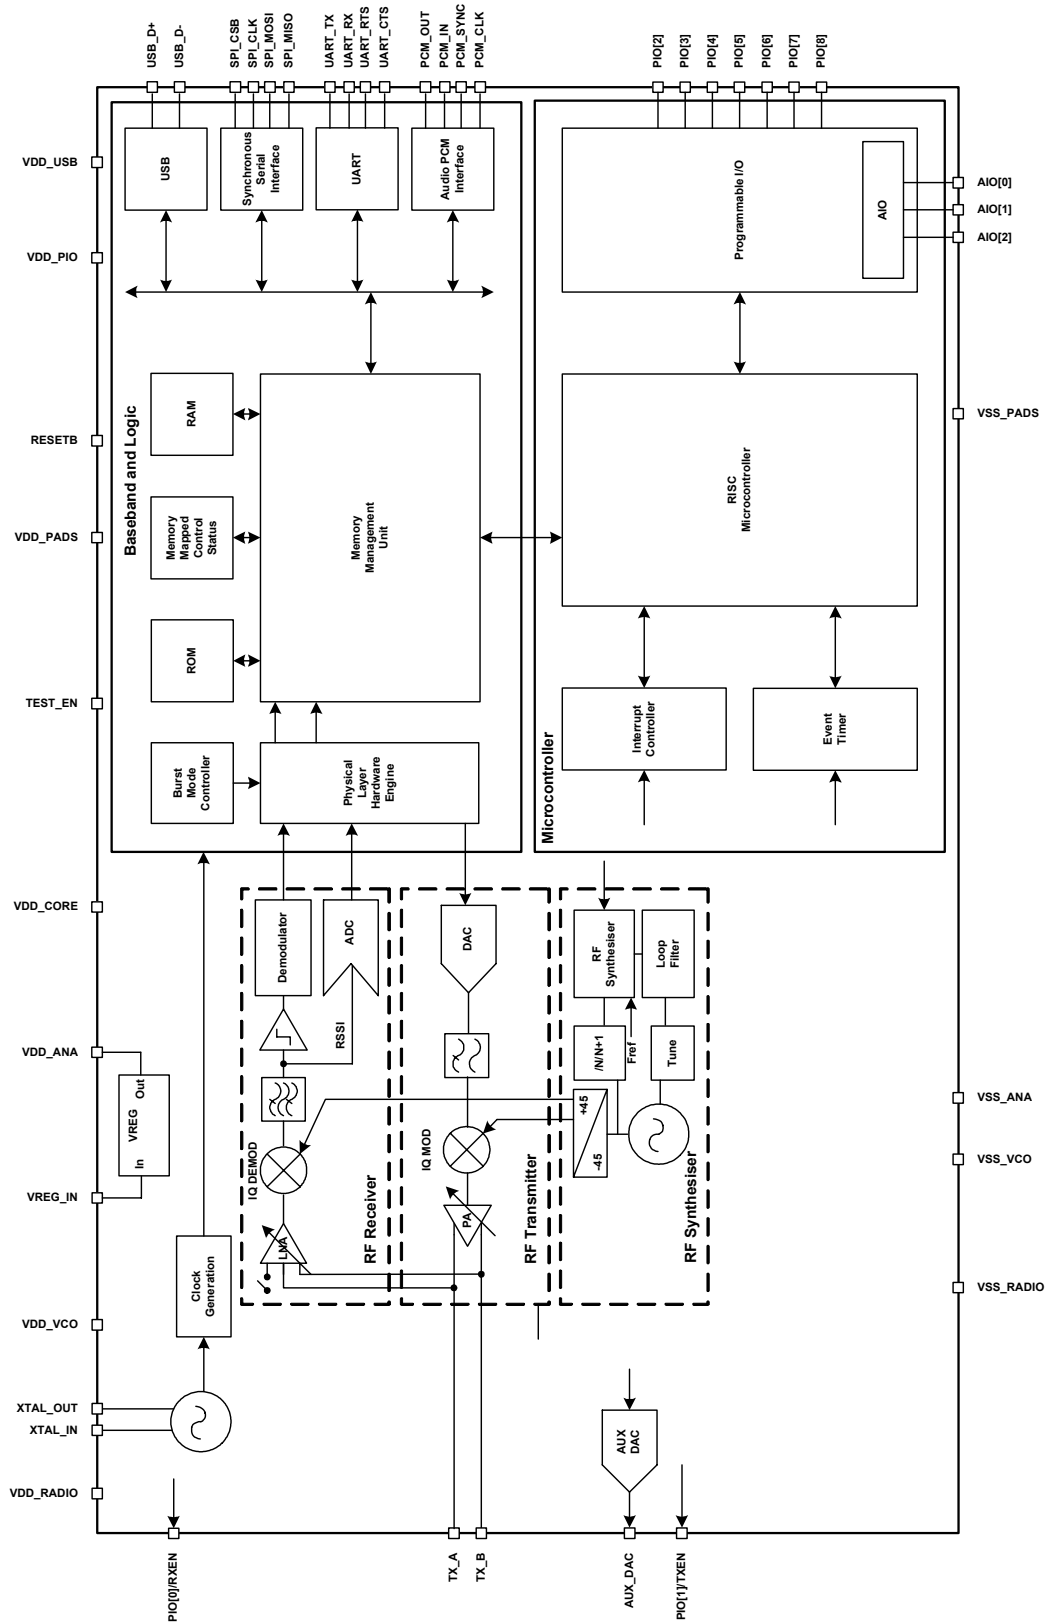 USB_D+
USB_D-
SPI_CSB
SPI_CLK
SPI_MOSI
SPI_MISO
UART_TX
UART_RX
UART_RTS
UART_CTS
PCM_OUT
PCM_IN
PCM_SYNC
PCM_CLK
PIO[2]
PIO[3]
PIO[4]
PIO[5]
PIO[6]
PIO[7]
PIO[8]
VDD_USB
VDD_PIO
RESETB
VDD_PADS
TEST_EN
VDD_CORE
VDD_ANA
VREG_IN
VDD_VCO
XTAL_OUT
XTAL_IN
VDD_RADIO
USB
Synchronous
Serial
Interface
UART
Audio PCM
Interface
Programmable I/O
AIO
AIO[0]
AIO[1]
AIO[2]
Baseband and Logic
RAM
Memory
Mapped
Control
Status
ROM
Memory
Management
Unit
Burst
Mode
Controller
Physical
Layer
Hardware
Engine
RISC
Microcontroller
Interrupt
Controller
Event
Timer
Microcontroller
VSS_PADS
VSS_ANA
VSS_VCO
VSS_RADIO
VREG
In
Out
Clock
Generation
Demodulator
ADC
RSSI
IQ DEMOD
LNA
RF Receiver
DAC
IQ MOD
PA
RF Transmitter
RF
Synthesiser
Loop
Filter
/N/N+1
Fref
Tune
+45
-45
RF Synthesiser
AUX
DAC
PIO[0]/RXEN
TX_A
TX_B
AUX_DAC
PIO[1]/TXEN